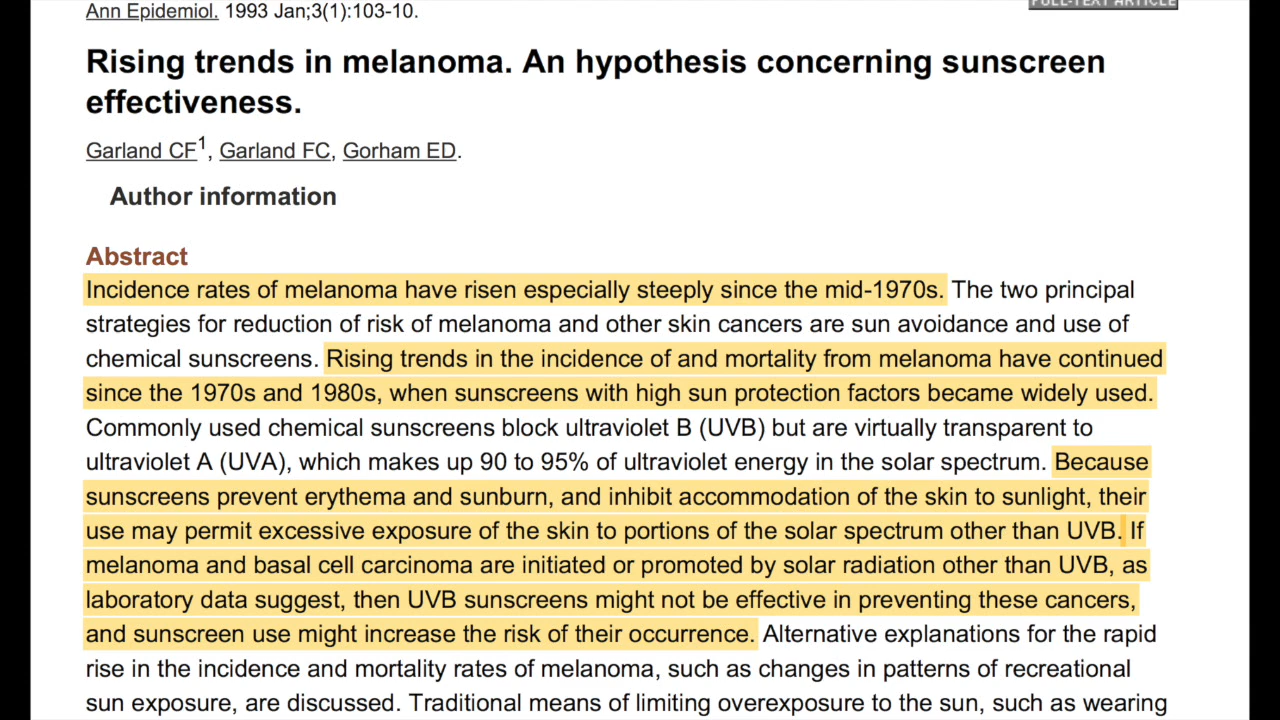 FULL-TEXT ARTICLE
Ann Epidemiol. 1993 Jan;3(1):103-10.
Rising trends in melanoma. An hypothesis concerning sunscreen
effectiveness.
Garland CF1, Garland FC, Gorham ED.
Author information
Abstract
Incidence rates of melanoma have risen especially steeply since the mid-1970s. The two principal
strategies for reduction of risk of melanoma and other skin cancers are sun avoidance and use of
chemical sunscreens. Rising trends in the incidence of and mortality from melanoma have continued
since the 1970s and 1980s, when sunscreens with high sun protection factors became widely used.
Commonly used chemical sunscreens block ultraviolet B (UVB) but are virtually transparent to
ultraviolet A (UVA), which makes up 90 to 95% of ultraviolet energy in the solar spectrum. Because
sunscreens prevent erythema and sunburn, and inhibit accommodation of the skin to sunlight, their
use may permit excessive exposure of the skin to portions of the solar spectrum other than UVB. If
melanoma and basal cell carcinoma are initiated or promoted by solar radiation other than UVB, as
laboratory data suggest, then UVB sunscreens might not be effective in preventing these cancers,
and sunscreen use might increase the risk of their occurrence. Alternative explanations for the rapid
rise in the incidence and mortality rates of melanoma, such as changes in patterns of recreational
sun exposure, are discussed. Traditional means of limiting overexposure to the sun, such as wearing